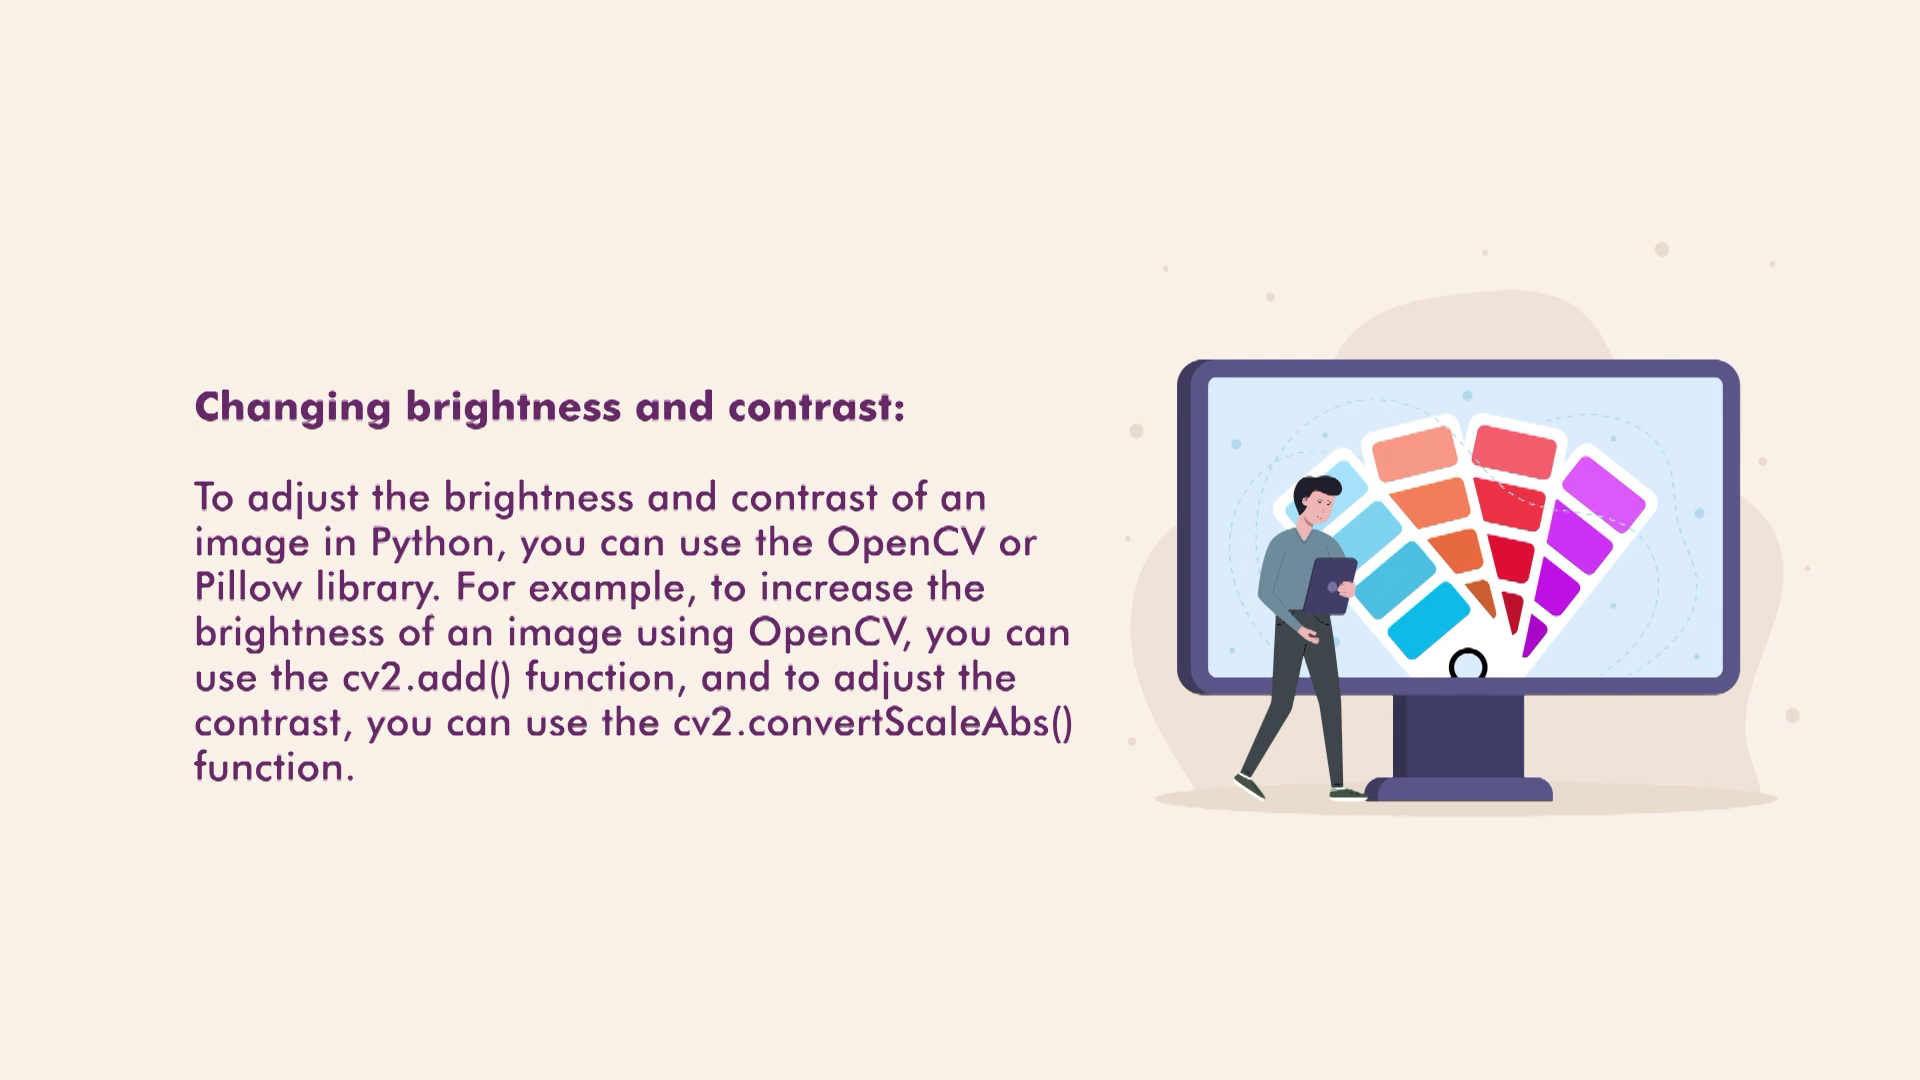 Changing brightness and contrast:
To adjust the brightness and contrast of an
image in Python, you can use the OpenCV or
Pillow library. For example, to increase the
brightness of an image using OpenCV, you can
use the cv2.add() function, and to adjust the
contrast, you can use the cv2.convertScaleAbs()
function.